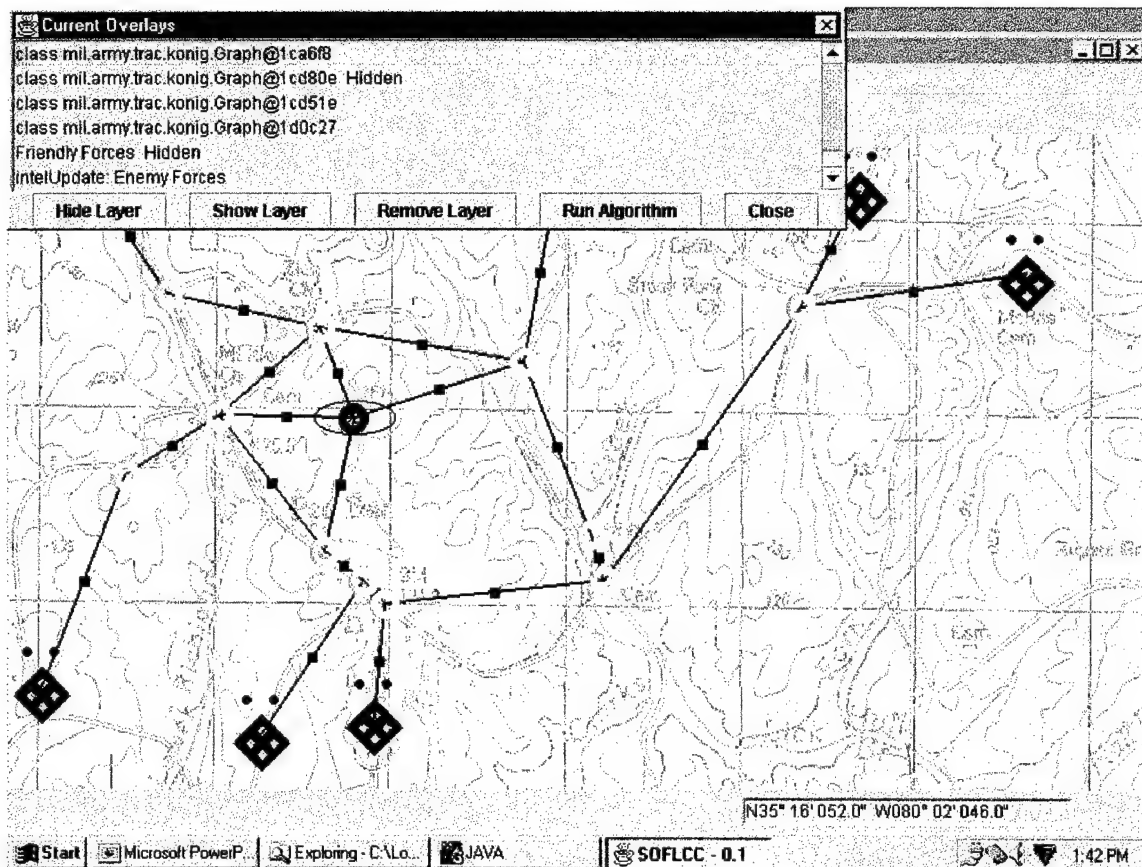 Current Overlays
class mil.army.trac.konig.Graph@1ca6f8
class mil.army.trac.konig.Graph@1cd80e Hidden
class mil.army.trac.konig.Graph@1cd51e
class mil.army.trac.konig.Graph@1d0c27
Friendly Forces Hidden
intelUpdate: Enemy Forces
Hide Layer Show Layer Remove Layer Run Algorithm Close
Cem
N35° 16' 052.0" W080° 02' 046.0"
Start Microsoft PowerP... Exploring - C:\Lo... JAVA SOFLCC - 0.1 1:42 PM